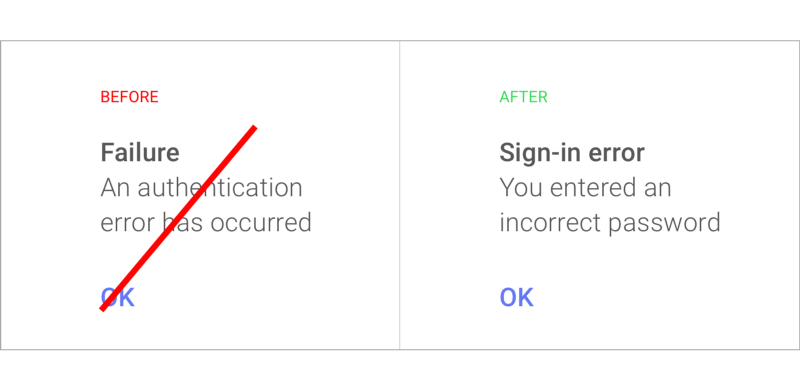 BEFORE
Failure
An authentication
error has occurred
OK
AFTER
Sign-in error
You entered an
incorrect password
OK